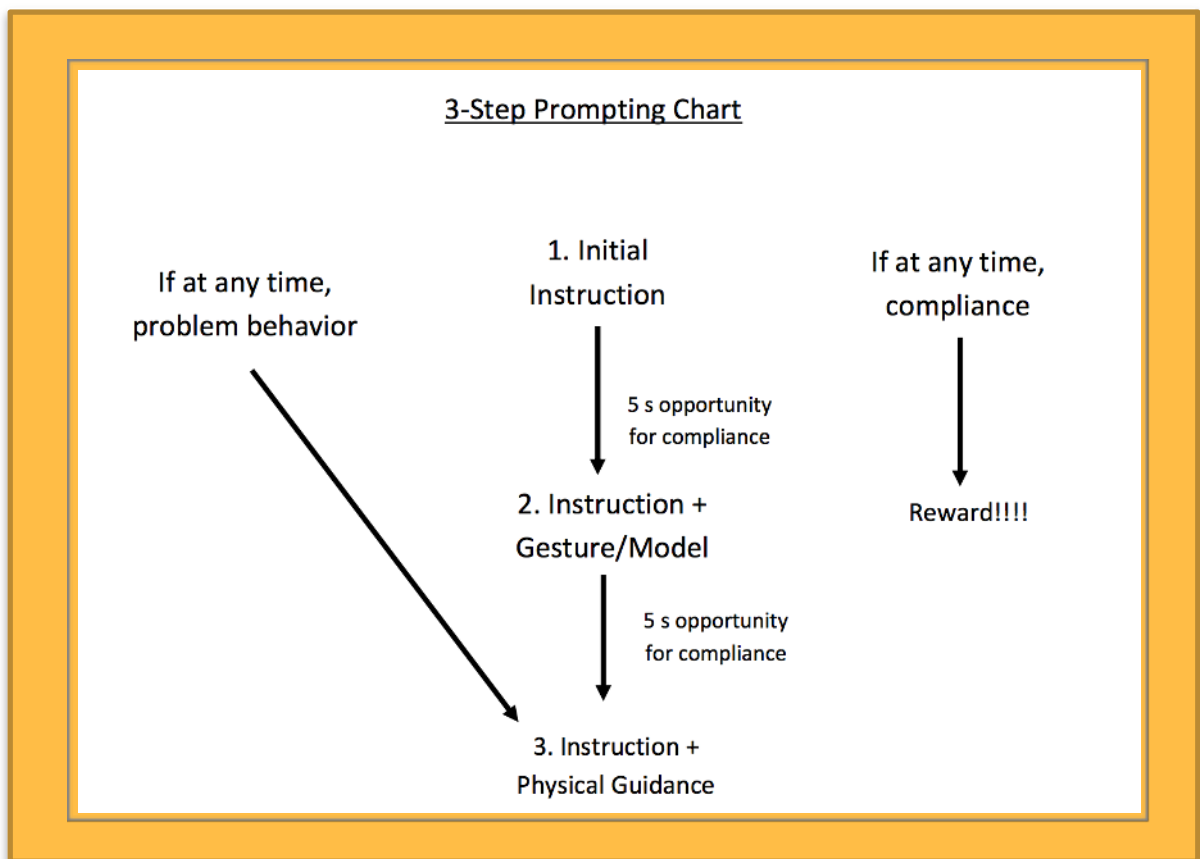 3-Step Prompting Chart
If at any time,
problem behavior
1. Initial
Instruction
If at any time,
compliance
5 s opportunity
for compliance
2. Instruction +
Gesture/Model
Reward!!!!
5 s opportunity
for compliance
3. Instruction +
Physical Guidance